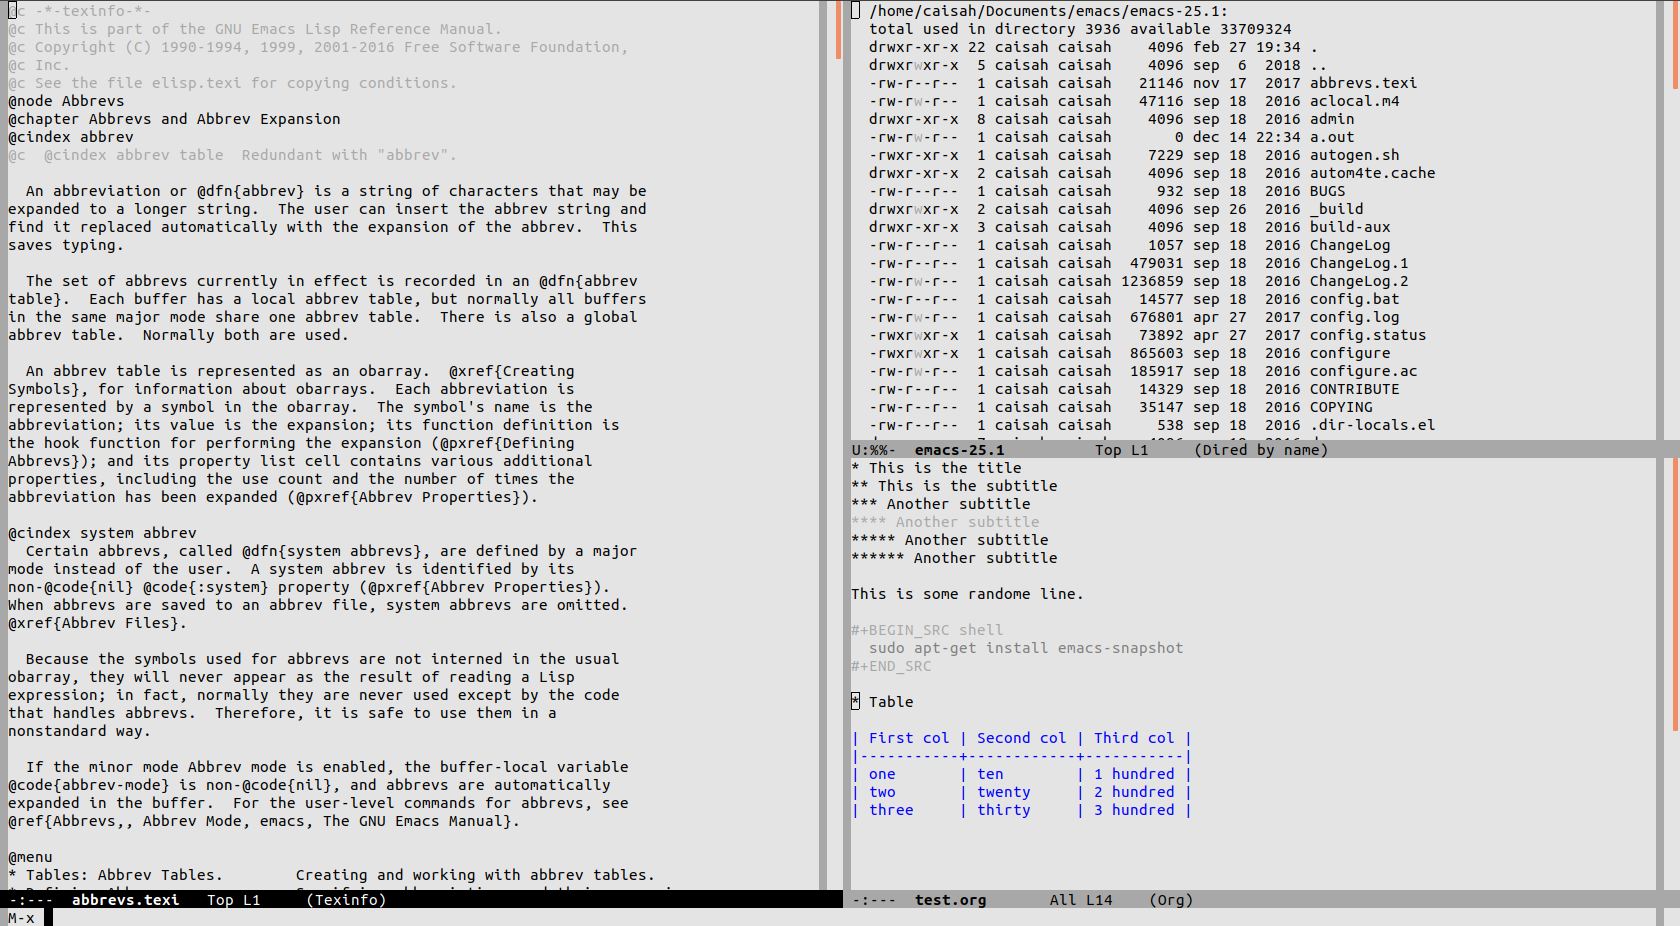 @c -*-texinfo-*-
@c This is part of the GNU Emacs Lisp Reference Manual.
@c Copyright (C) 1990-1994, 1999, 2001-2016 Free Software Foundation,
@c Inc.
@c See the file elisp.texi for copying conditions.
@node Abbrevs
@chapter Abbrevs and Abbrev Expansion
@cindex abbrev
@c  @cindex abbrev table  Redundant with "abbrev".

  An abbreviation or @dfn{abbrev} is a string of characters that may be
expanded to a longer string.  The user can insert the abbrev string and
find it replaced automatically with the expansion of the abbrev.  This
saves typing.

  The set of abbrevs currently in effect is recorded in an @dfn{abbrev
table}.  Each buffer has a local abbrev table, but normally all buffers
in the same major mode share one abbrev table.  There is also a global
abbrev table.  Normally both are used.

  An abbrev table is represented as an obarray.  @xref{Creating
Symbols}, for information about obarrays.  Each abbreviation is
represented by a symbol in the obarray.  The symbol's name is the
abbreviation; its value is the expansion; its function definition is
the hook function for performing the expansion (@pxref{Defining
Abbrevs}); and its property list cell contains various additional
properties, including the use count and the number of times the
abbreviation has been expanded (@pxref{Abbrev Properties}).

@cindex system abbrev
  Certain abbrevs, called @dfn{system abbrevs}, are defined by a major
mode instead of the user.  A system abbrev is identified by its
non-@code{nil} @code{:system} property (@pxref{Abbrev Properties}).
When abbrevs are saved to an abbrev file, system abbrevs are omitted.
@xref{Abbrev Files}.

  Because the symbols used for abbrevs are not interned in the usual
obarray, they will never appear as the result of reading a Lisp
expression; in fact, normally they are never used except by the code
that handles abbrevs.  Therefore, it is safe to use them in a
nonstandard way.

  If the minor mode Abbrev mode is enabled, the buffer-local variable
@code{abbrev-mode} is non-@code{nil}, and abbrevs are automatically
expanded in the buffer.  For the user-level commands for abbrevs, see
@ref{Abbrevs,, Abbrev Mode, emacs, The GNU Emacs Manual}.

@menu
* Tables: Abbrev Tables.        Creating and working with abbrev tables.
-:---  abbrevs.texi   Top L1     (Texinfo)
M-x
/home/caisah/Documents/emacs/emacs-25.1:
total used in directory 3936 available 33709324
drwxr-xr-x 22 caisah caisah    4096 feb 27 19:34 .
drwxrwxr-x  5 caisah caisah    4096 sep  6  2018 ..
-rw-r--r--  1 caisah caisah   21146 nov 17  2017 abbrevs.texi
-rw-rw-r--  1 caisah caisah   47116 sep 18  2016 aclocal.m4
drwxr-xr-x  8 caisah caisah    4096 sep 18  2016 admin
-rw-rw-r--  1 caisah caisah       0 dec 14 22:34 a.out
-rwxr-xr-x  1 caisah caisah    7229 sep 18  2016 autogen.sh
drwxr-xr-x  2 caisah caisah    4096 sep 18  2016 autom4te.cache
-rw-r--r--  1 caisah caisah     932 sep 18  2016 BUGS
drwxrwxr-x  2 caisah caisah    4096 sep 26  2016 _build
drwxr-xr-x  3 caisah caisah    4096 sep 18  2016 build-aux
-rw-r--r--  1 caisah caisah    1057 sep 18  2016 ChangeLog
-rw-r--r--  1 caisah caisah  479031 sep 18  2016 ChangeLog.1
-rw-r--r--  1 caisah caisah 1236859 sep 18  2016 ChangeLog.2
-rw-r--r--  1 caisah caisah   14577 sep 18  2016 config.bat
-rw-rw-r--  1 caisah caisah  676801 apr 27  2017 config.log
-rwxrwxr-x  1 caisah caisah   73892 apr 27  2017 config.status
-rwxrwxr-x  1 caisah caisah  865603 sep 18  2016 configure
-rw-rw-r--  1 caisah caisah  185917 sep 18  2016 configure.ac
-rw-r--r--  1 caisah caisah   14329 sep 18  2016 CONTRIBUTE
-rw-r--r--  1 caisah caisah   35147 sep 18  2016 COPYING
-rw-r--r--  1 caisah caisah     538 sep 18  2016 .dir-locals.el
U:%%-  emacs-25.1          Top L1     (Dired by name)
* This is the title
** This is the subtitle
*** Another subtitle
**** Another subtitle
***** Another subtitle
****** Another subtitle

This is some randome line.

#+BEGIN_SRC shell
  sudo apt-get install emacs-snapshot
#+END_SRC

* Table

| First col | Second col | Third col |
|-----------+------------+-----------|
| one       | ten        | 1 hundred |
| two       | twenty     | 2 hundred |
| three     | thirty     | 3 hundred |
-:---  test.org       All L14    (Org)